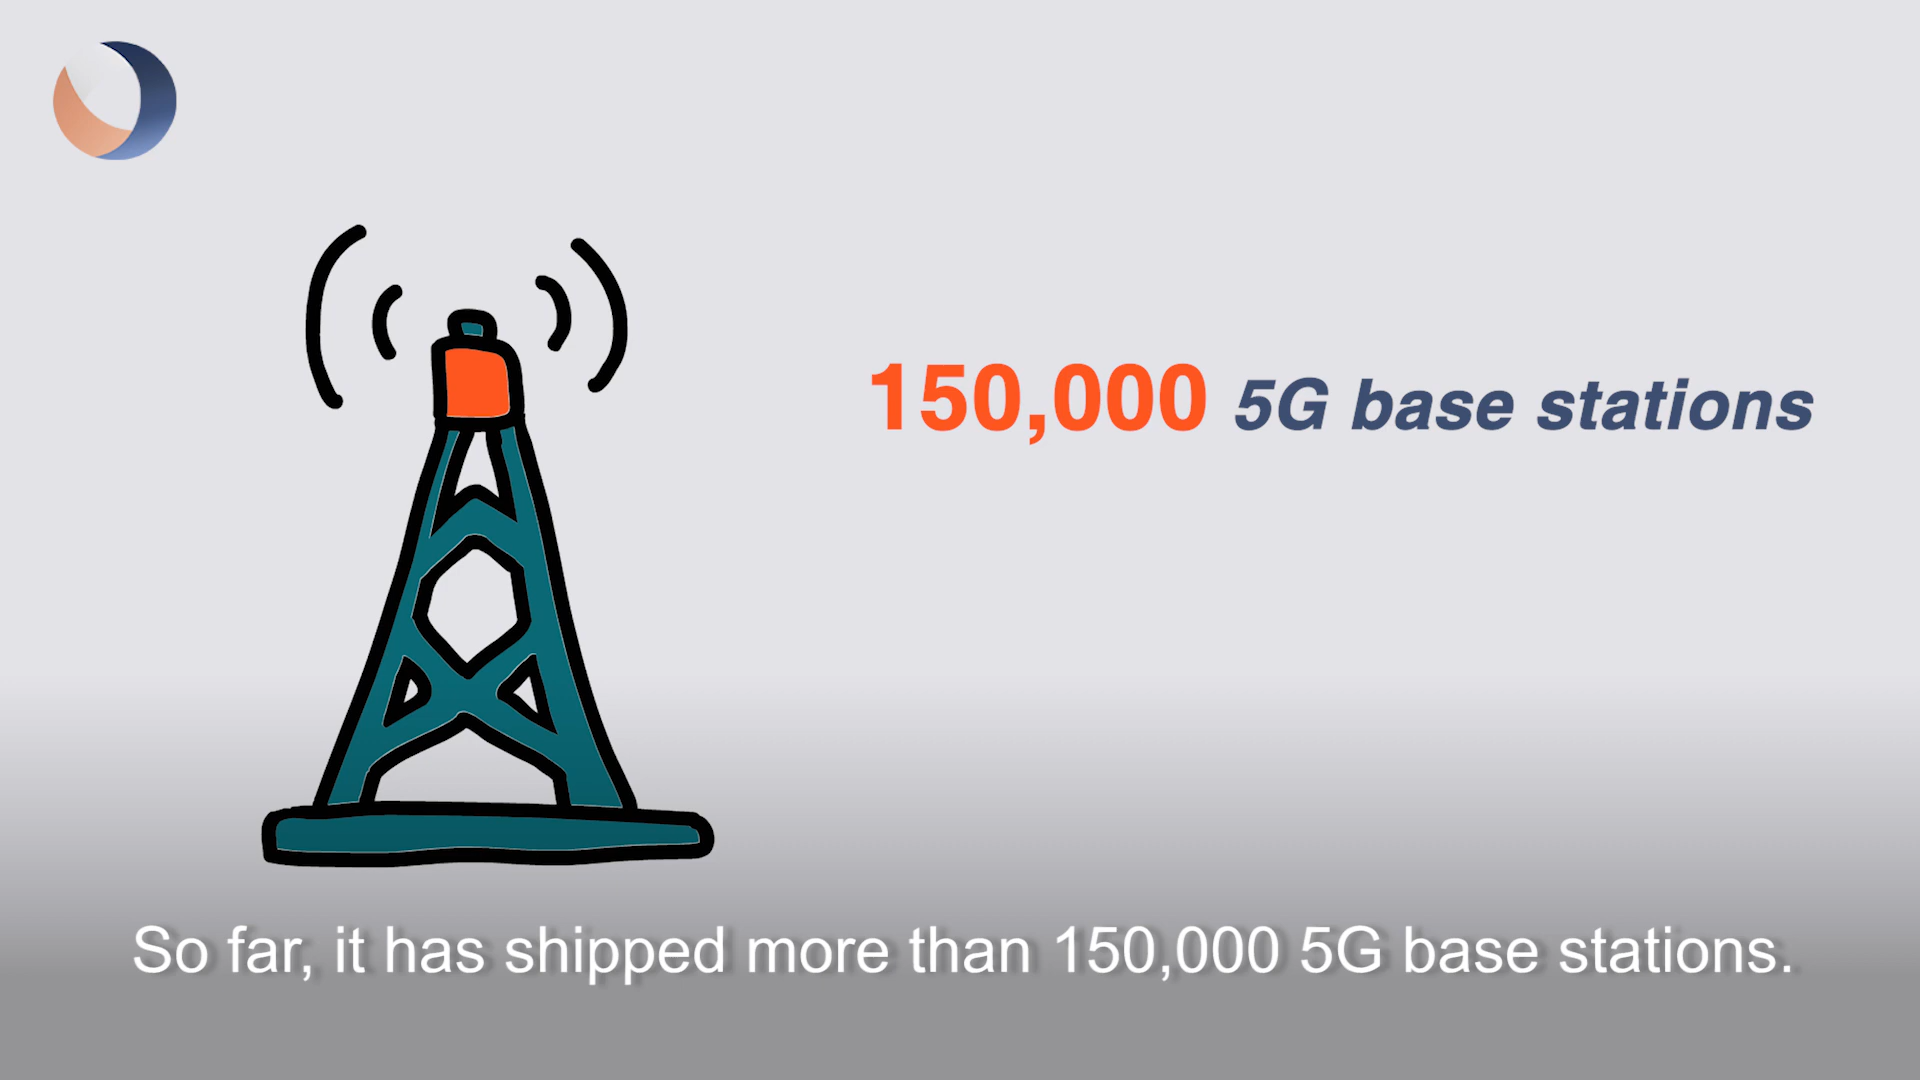 150,000 5G base stations
So far, it has shipped more than 150,000 5G base stations.